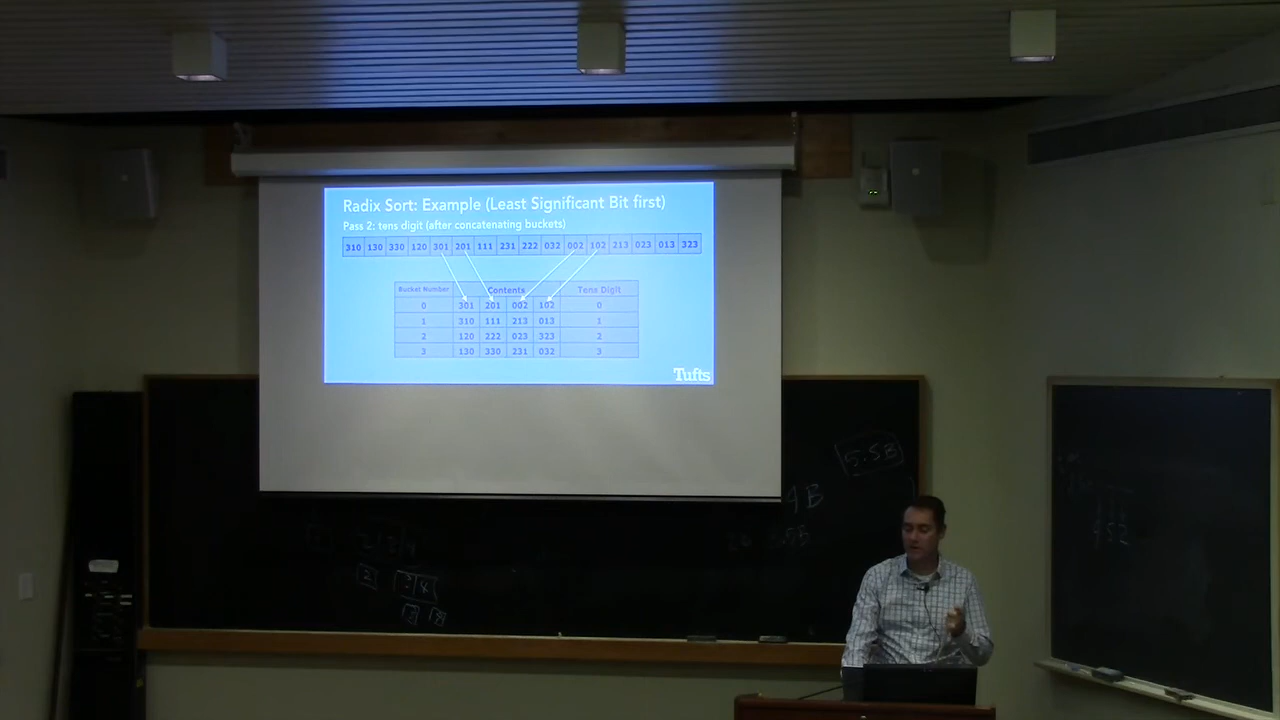 Radix Sort: Example (Least Significant Bit first)
Pass 2: tens digit (after concatenating buckets)
310 130 330 120 301 201 111 231 222 032 002 102 213 023 013 323
Bucket Number Contents Tens Digit
0 301 201 002 102 0
1 310 111 213 013 1
2 120 222 023 323 2
3 130 330 231 032 3
Tufts
5.5B
4B